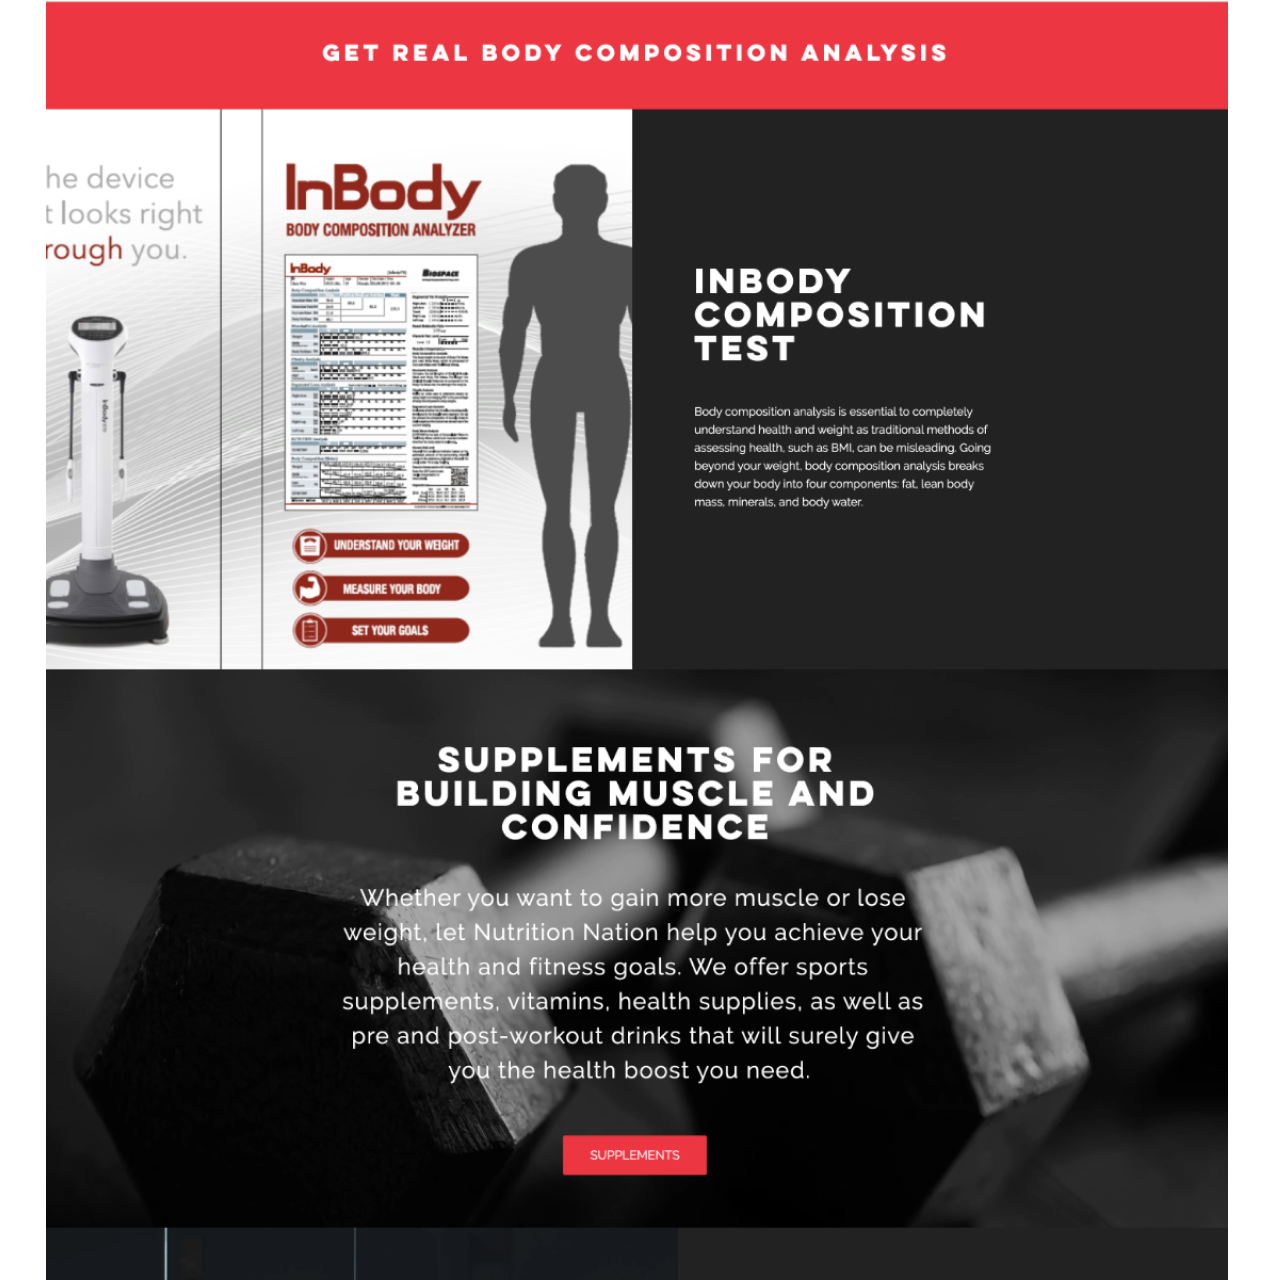 GET REAL BODY COMPOSITION ANALYSIS
he device
t looks right
rough you.
InBody
BODY COMPOSITION ANALYZER
InBody
BIOSPACE
UNDERSTAND YOUR WEIGHT
MEASURE YOUR BODY
SET YOUR GOALS
INBODY
COMPOSITION
TEST
Body composition analysis is essential to completely
understand health and weight as traditional methods of
assessing health, such as BMI, can be misleading. Going
beyond your weight, body composition analysis breaks
down your body into four components: fat, lean body
mass, minerals, and body water.
SUPPLEMENTS FOR
BUILDING MUSCLE AND
CONFIDENCE
Whether you want to gain more muscle or lose
weight, let Nutrition Nation help you achieve your
health and fitness goals. We offer sports
supplements, vitamins, health supplies, as well as
pre and post-workout drinks that will surely give
you the health boost you need.
SUPPLEMENTS